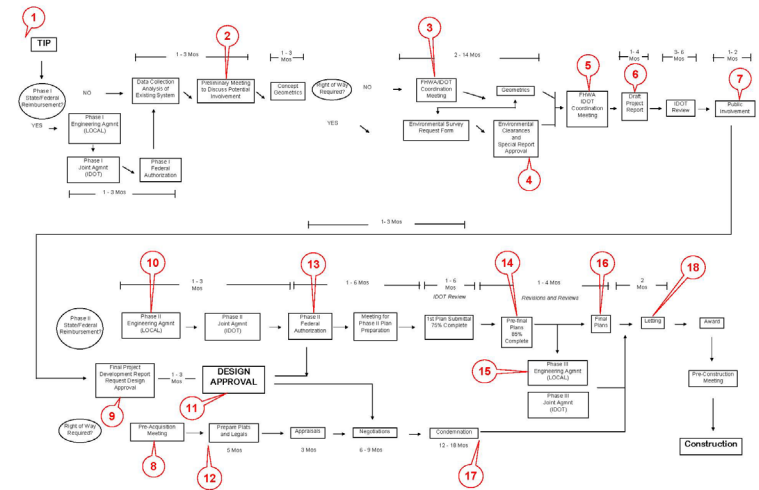 1
TIP
Phase I
State/Federal
Reimbursement?
NO
YES
Phase I
Engineering Agmnt
(LOCAL)
Phase I
Joint Agmnt
(IDOT)
Phase I
Federal
Authorization
1 - 3 Mos
1 - 3 Mos
Data Collection
Analysis of
Existing System
2
Preliminary Meeting
to Discuss Potential
Involvement
1 - 3
Mos
Concept
Geometrics
Right of Way
Required?
NO
YES
3
2 - 14 Mos
FHWA/IDOT
Coordination
Meeting
Geometrics
Environmental Survey
Request Form
Environmental
Clearances
and
Special Report
Approval
4
5
FHWA
IDOT
Coordination
Meeting
1- 4
Mos
6
Draft
Project
Report
3- 6
Mos
IDOT
Review
1- 2
Mos
7
Public
Involvement
1- 3 Mos
Phase II
State/Federal
Reimbursement?
10
1 - 3
Mos
Phase II
Engineering Agmnt
(LOCAL)
Phase II
Joint Agmnt
(IDOT)
13
Phase II
Federal
Authorization
1 - 6 Mos
Meeting for
Phase II Plan
Preparation
1 - 6
Mos
IDOT Review
1st Plan Submittal
75% Complete
14
1 - 4 Mos
Revisions and Reviews
Pre-final
Plans
95%
Complete
15
Phase III
Engineering Agmnt
(LOCAL)
Phase III
Joint Agmnt
(IDOT)
16
Final
Plans
2
Mos
18
Letting
Award
Pre-Construction
Meeting
Construction
Final Project
Development Report
Request Design
Approval
9
1 - 3
Mos
DESIGN
APPROVAL
11
Right of Way
Required?
Pre-Acquisition
Meeting
8
Prepare Plats
and Legals
12
5 Mos
Appraisals
3 Mos
Negotiations
6 - 9 Mos
Condemnation
12 - 18 Mos
17